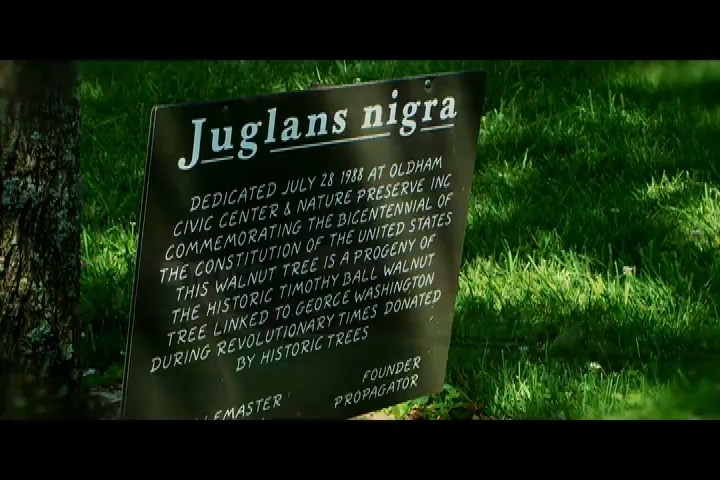 Juglans nigra
DEDICATED JULY 28 1988 AT OLDHAM
CIVIC CENTER & NATURE PRESERVE INC
COMMEMORATING THE BICENTENNIAL OF
THE CONSTITUTION OF THE UNITED STATES
THIS WALNUT TREE IS A PROGENY OF
THE HISTORIC TIMOTHY BALL WALNUT
TREE LINKED TO GEORGE WASHINGTON
DURING REVOLUTIONARY TIMES DONATED
BY HISTORIC TREES
FOUNDER
PROPAGATOR